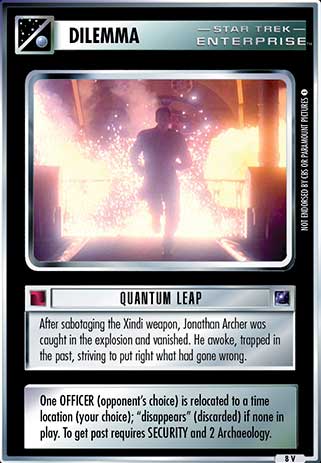 DILEMMA
STAR TREK
ENTERPRISE™
NOT ENDORSED BY CBS OR PARAMOUNT PICTURES
QUANTUM LEAP
After sabotaging the Xindi weapon, Jonathan Archer was
caught in the explosion and vanished. He awoke, trapped
in the past, striving to put right what had gone wrong.
One OFFICER (opponent's choice) is relocated to a time
location (your choice); "disappears" (discarded) if none in
play. To get past requires SECURITY and 2 Archaeology.
8 V